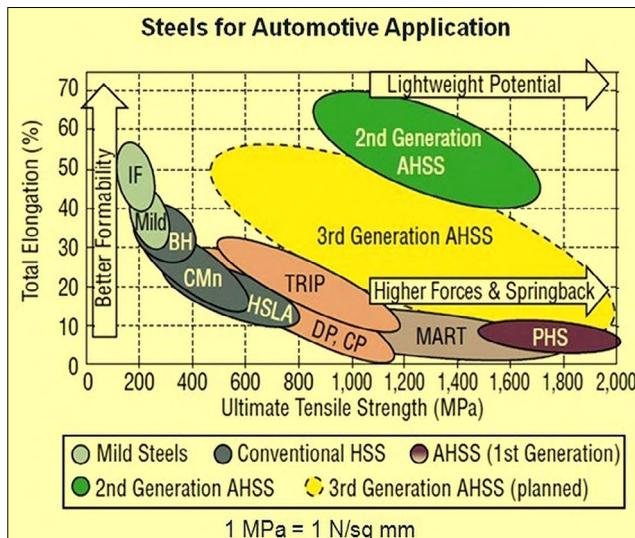 Steels for Automotive Application
Total Elongation (%)
70
60
50
40
30
20
10
0
Better Formability
Lightweight Potential
2nd Generation
AHSS
IF
Mild
BH
3rd Generation AHSS
CMn
TRIP
Higher Forces & Springback
HSLA
DP, CP
MART
PHS
0 200 400 600 800 1,000 1,200 1,400 1,600 1,800 2,000
Ultimate Tensile Strength (MPa)
Mild Steels Conventional HSS AHSS (1st Generation)
2nd Generation AHSS 3rd Generation AHSS (planned)
1 MPa = 1 N/sq mm